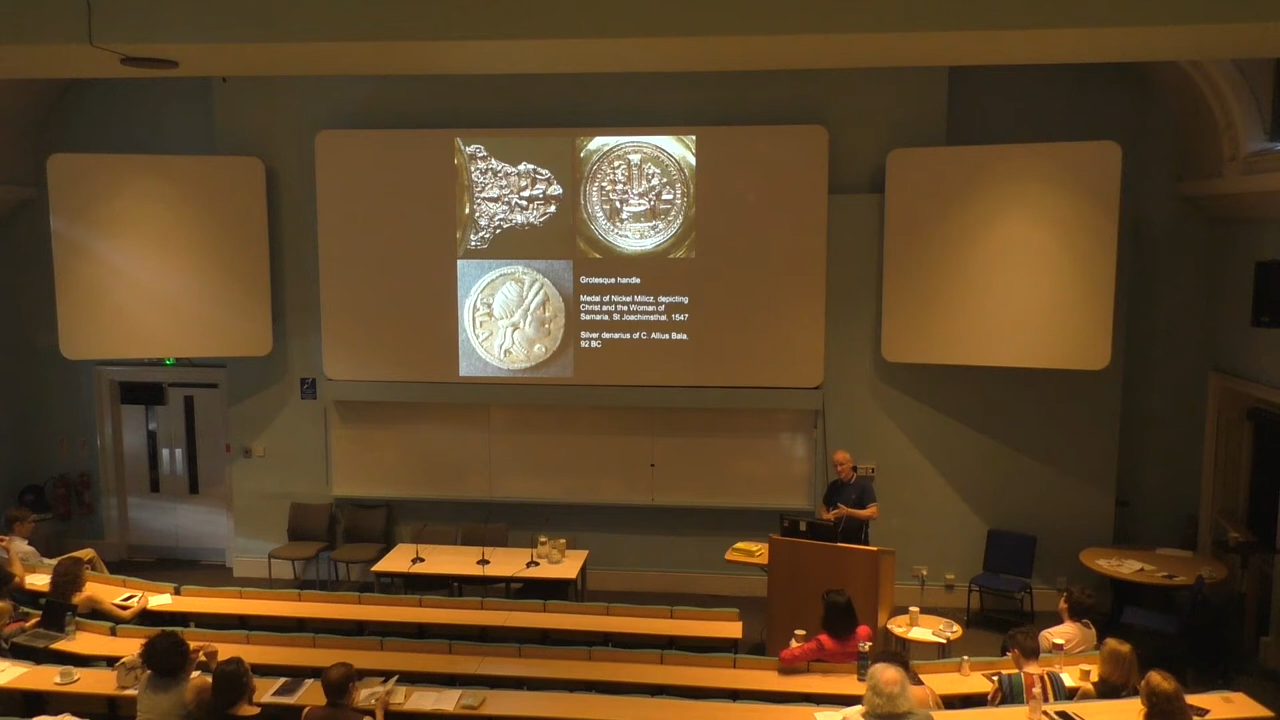 Grotesque handle
Medal of Nickel Milicz, depicting
Christ and the Woman of
Samaria, St Joachimsthal, 1547
Silver denarius of C. Allius Bala,
92 BC
BALA